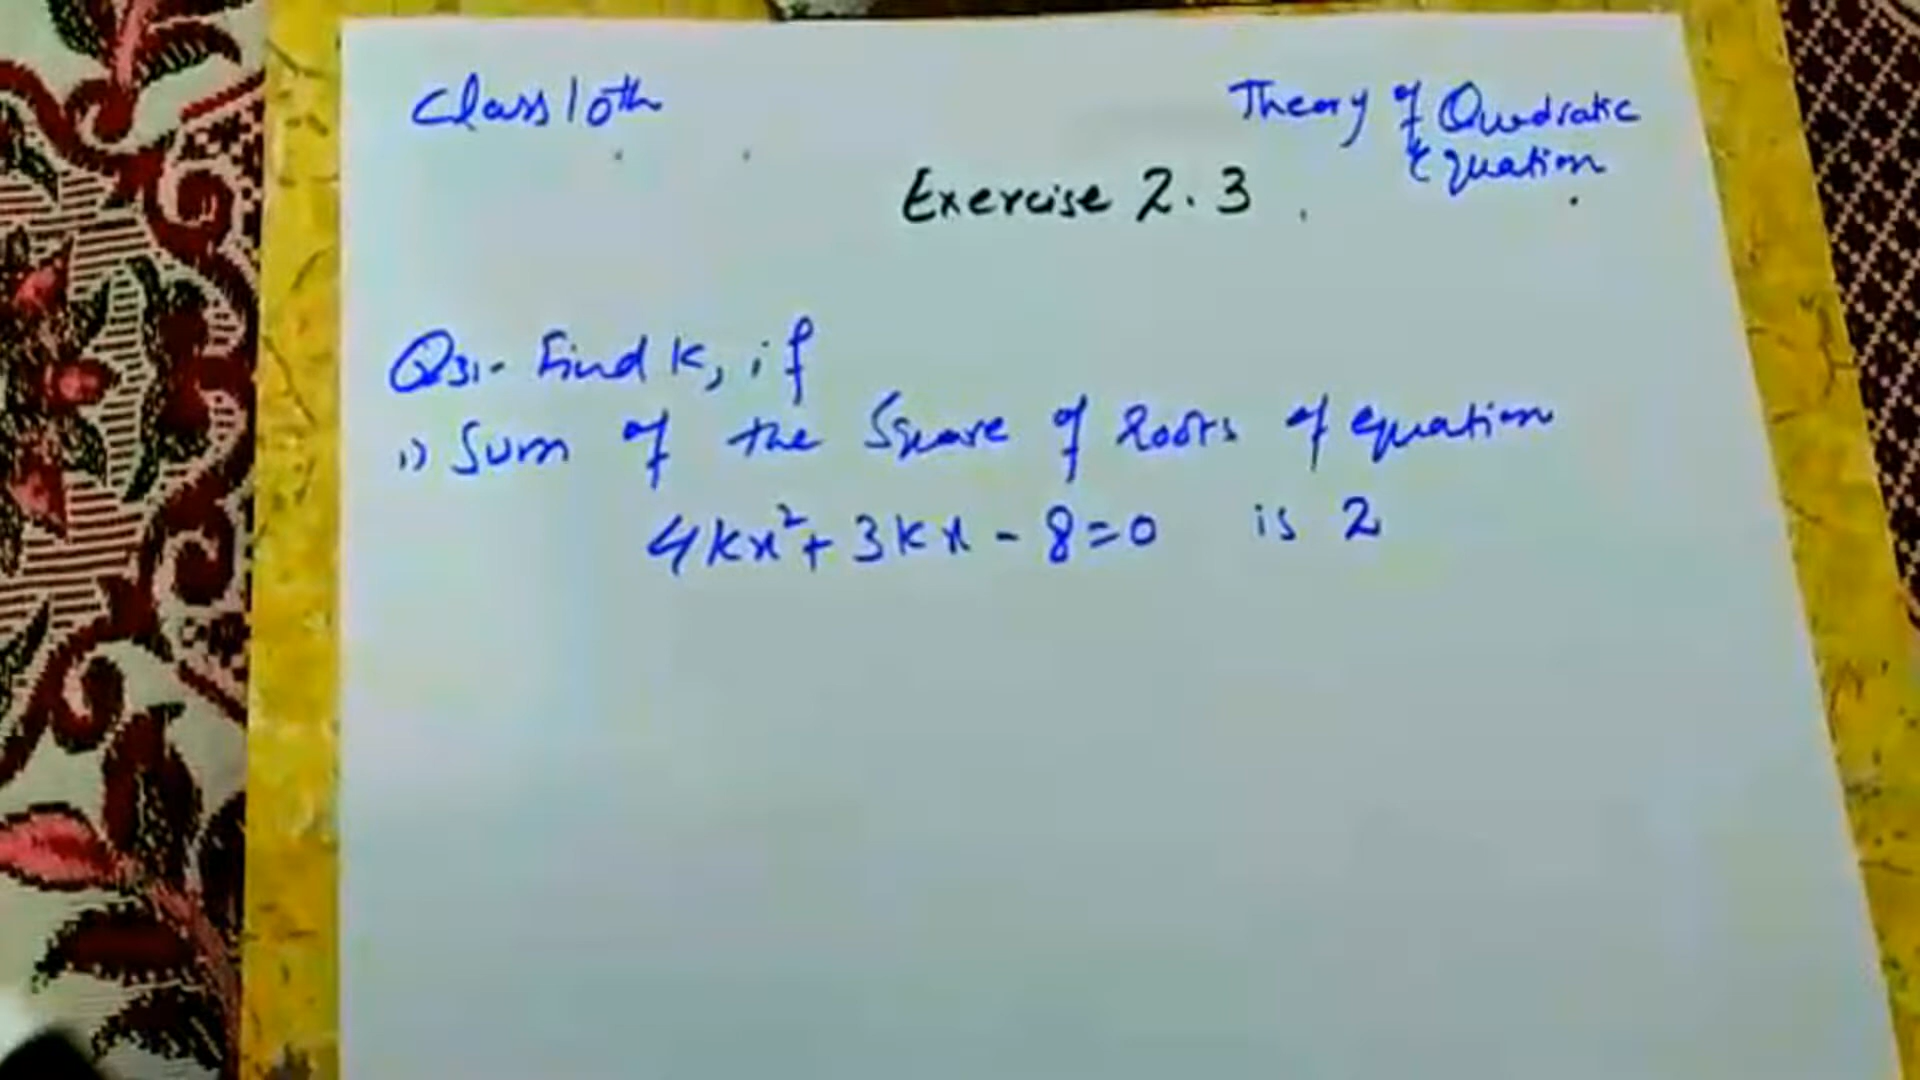 Class 10th
Theory of Quadratic
Equation
Exercise 2.3
Q3:- Find K, if
i) Sum of the Square of Roots of equation
4kx²+3kx-8=0 is 2